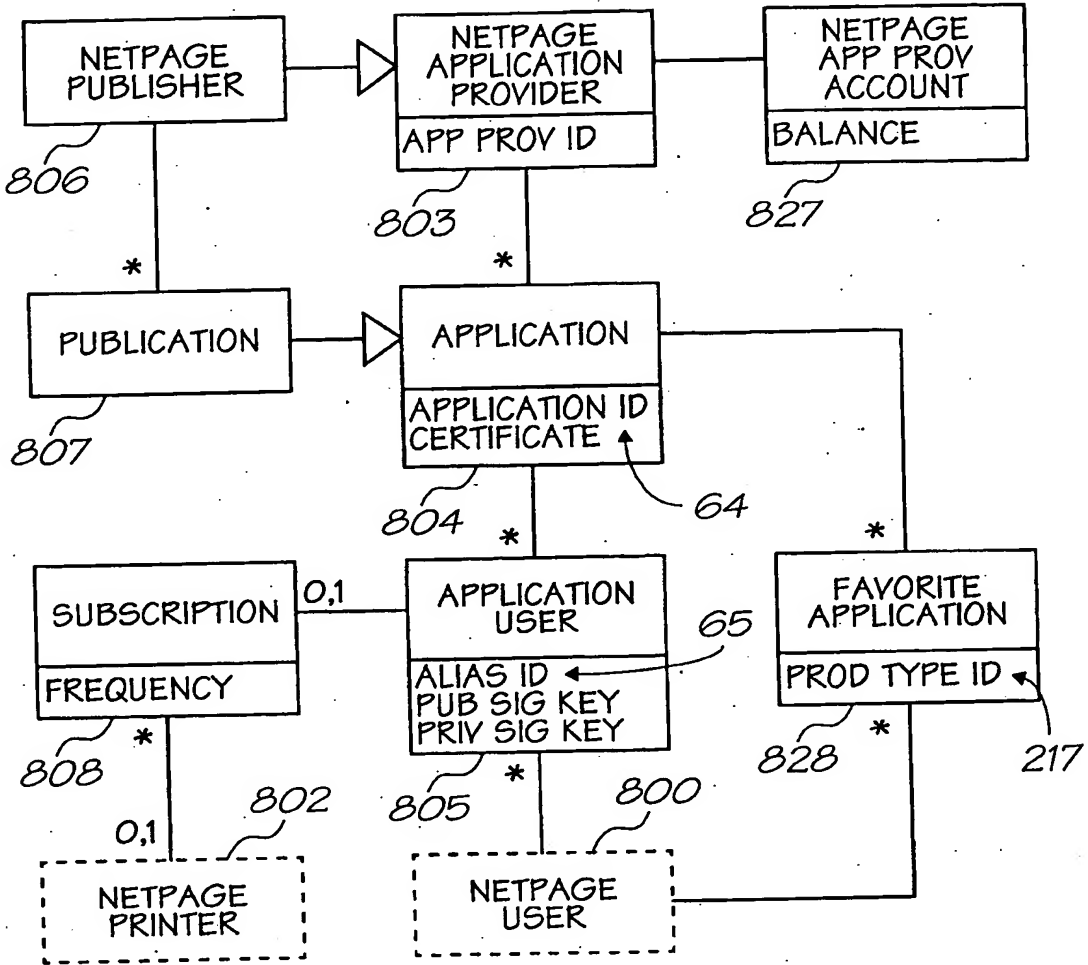 NETPAGE
PUBLISHER
806
NETPAGE
APPLICATION
PROVIDER
APP PROV ID
803
NETPAGE
APP PROV
ACCOUNT
BALANCE
827
*
*
PUBLICATION
807
APPLICATION
APPLICATION ID
CERTIFICATE
804
64
*
*
SUBSCRIPTION
FREQUENCY
808
0,1
APPLICATION
USER
ALIAS ID
PUB SIG KEY
PRIV SIG KEY
805
65
FAVORITE
APPLICATION
PROD TYPE ID
828
217
*
*
*
0,1
802
NETPAGE
PRINTER
800
NETPAGE
USER